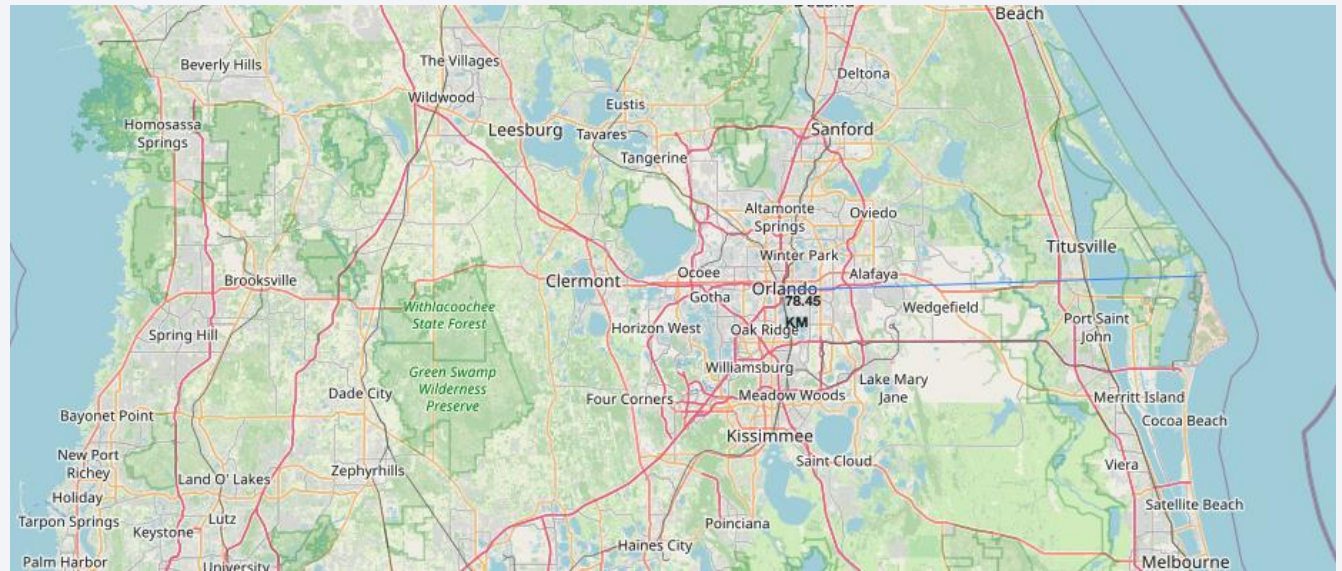 Beach
The Villages
Beverly Hills
Deltona
Wildwood
Eustis
Homosassa
Springs
Leesburg
Tavares
Sanford
Tangerine
Altamonte
Springs
Oviedo
Titusville
Winter Park
Brooksville
Clermont
Ocoee
Alafaya
Orlando
Gotha
78.45
KM
Wedgefield
Withlacoochee
State Forest
Spring Hill
Horizon West
Oak Ridge
Port Saint
John
Green Swamp
Wilderness
Preserve
Williamsburg
Dade City
Lake Mary
Jane
Four Corners
Meadow Woods
Merritt Island
Bayonet Point
Cocoa Beach
Kissimmee
New Port
Richey
Zephyrhills
Saint Cloud
Viera
Land O' Lakes
Holiday
Satellite Beach
Tarpon Springs
Lutz
Poinciana
Keystone
Haines City
Palm Harbor
University
Melbourne